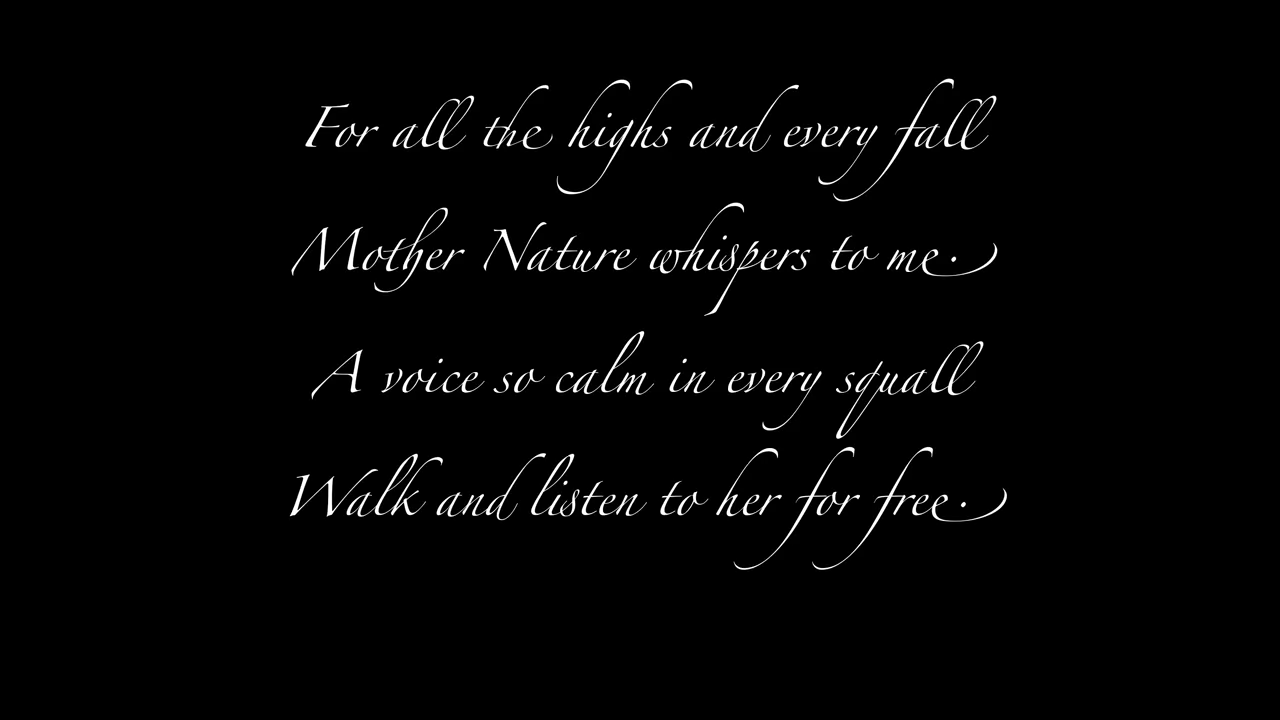 For all the highs and every fall
Mother Nature whispers to me.
A voice so calm in every squall
Walk and listen to her for free.